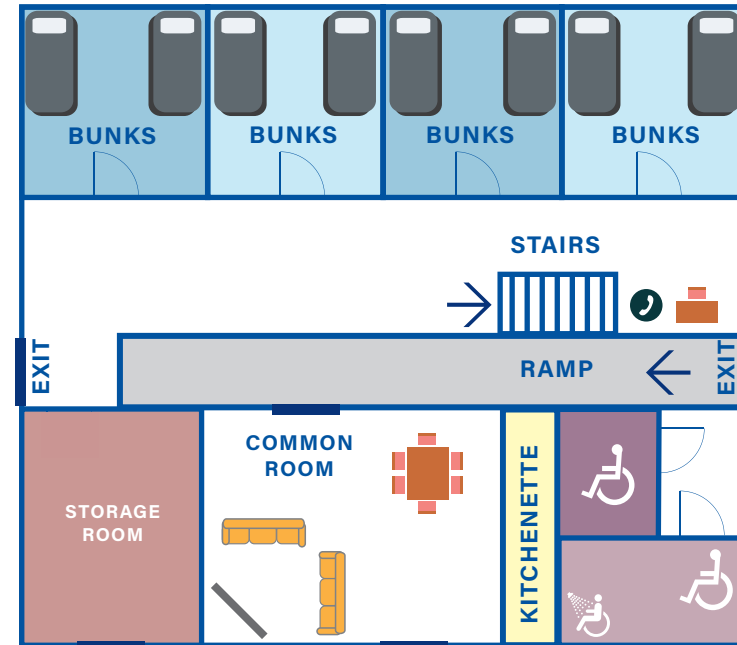 BUNKS
BUNKS
BUNKS
BUNKS
STAIRS
EXIT
RAMP
EXIT
COMMON
ROOM
STORAGE
ROOM
KITCHENETTE